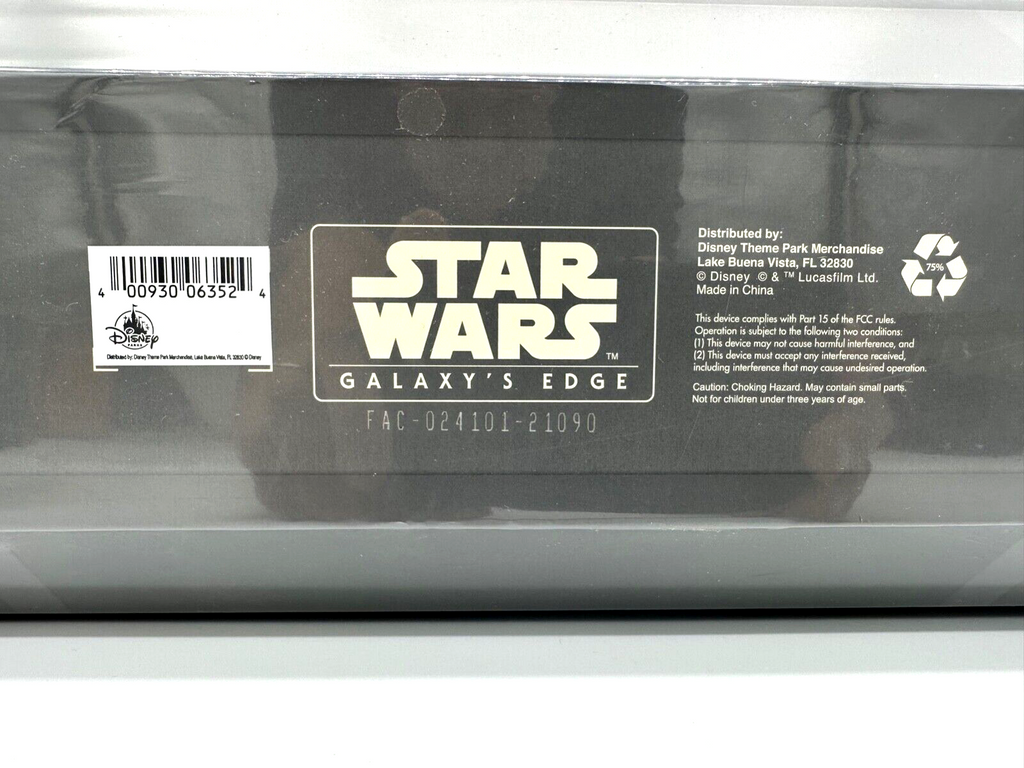 4 00930 06352 4
Disney
PARKS
Distributed by: Disney Theme Park Merchandise, Lake Buena Vista, FL 32830 © Disney
STAR
WARS™
GALAXY'S EDGE
FAC-024101-21090
Distributed by:
Disney Theme Park Merchandise
Lake Buena Vista, FL 32830
© Disney © & ™ Lucasfilm Ltd.
Made in China
75%
This device complies with Part 15 of the FCC rules.
Operation is subject to the following two conditions:
(1) This device may not cause harmful interference, and
(2) This device must accept any interference received,
including interference that may cause undesired operation.
Caution: Choking Hazard. May contain small parts.
Not for children under three years of age.